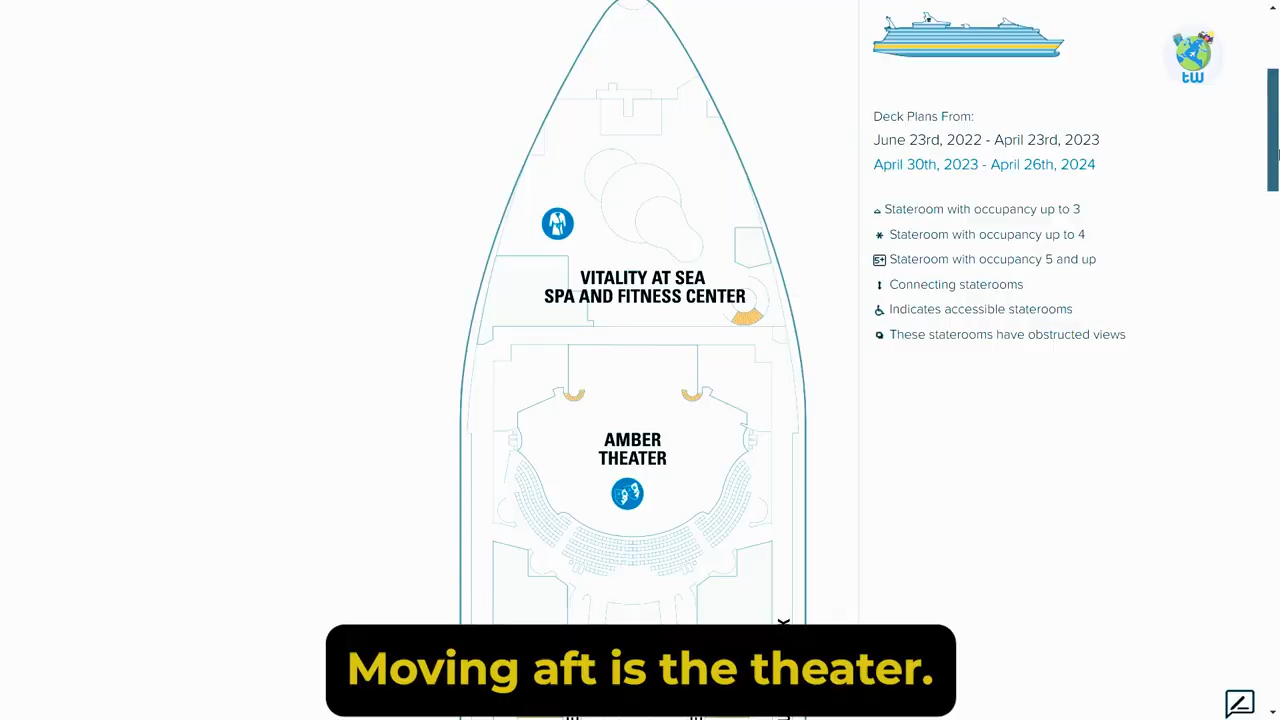 tw
Deck Plans From:
June 23rd, 2022 - April 23rd, 2023
April 30th, 2023 - April 26th, 2024
Stateroom with occupancy up to 3
Stateroom with occupancy up to 4
5+ Stateroom with occupancy 5 and up
Connecting staterooms
Indicates accessible staterooms
These staterooms have obstructed views
VITALITY AT SEA
SPA AND FITNESS CENTER
AMBER
THEATER
Moving aft is the theater.